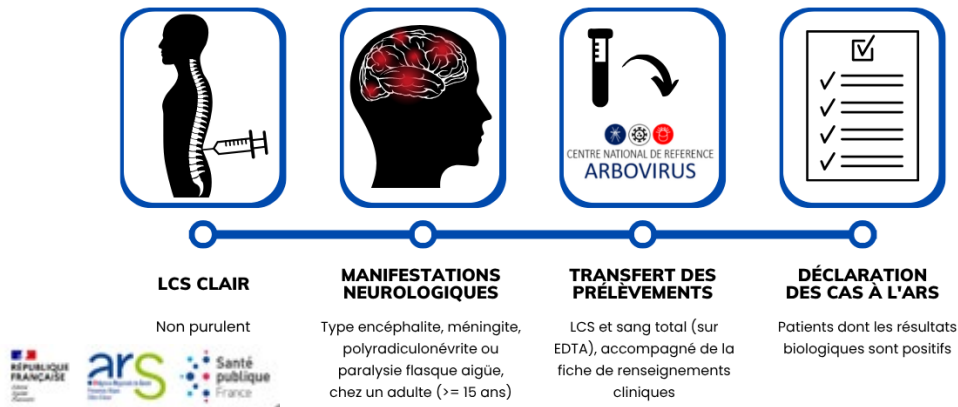 CENTRE NATIONAL DE REFERENCE
ARBOVIRUS
LCS CLAIR
Non purulent
MANIFESTATIONS
NEUROLOGIQUES
Type encéphalite, méningite,
polyradiculonévrite ou
paralysie flasque aigüe,
chez un adulte (>= 15 ans)
TRANSFERT DES
PRÉLÈVEMENTS
LCS et sang total (sur
EDTA), accompagné de la
fiche de renseignements
cliniques
DÉCLARATION
DES CAS À L'ARS
Patients dont les résultats
biologiques sont positifs
RÉPUBLIQUE
FRANÇAISE
ars
Santé
publique
France